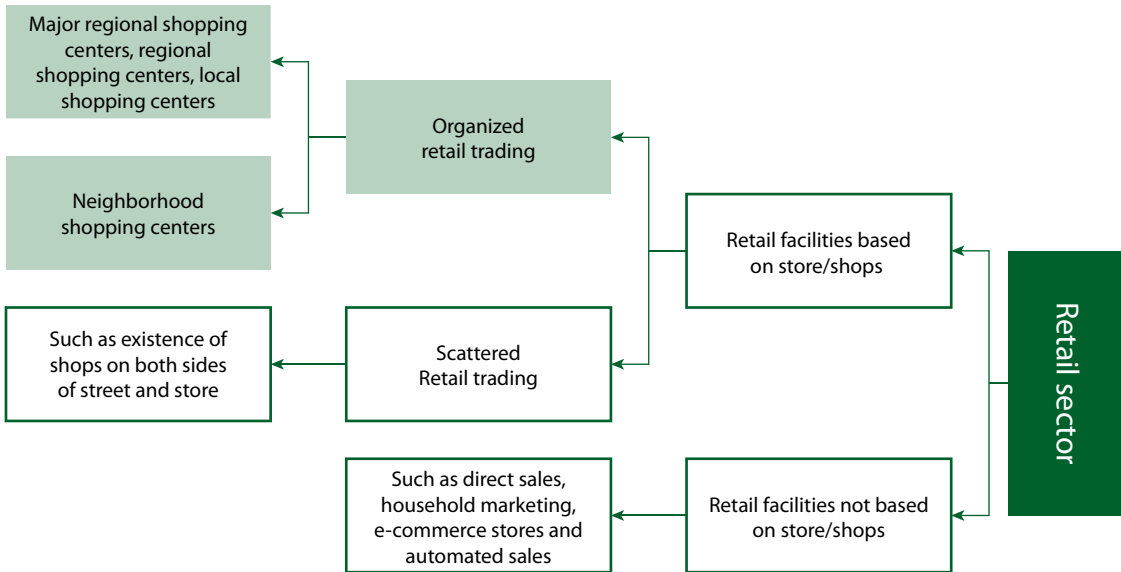 Major regional shopping
centers, regional
shopping centers, local
shopping centers
Neighborhood
shopping centers
Organized
retail trading
Retail facilities based
on store/shops
Retail sector
Such as existence of
shops on both sides
of street and store
Scattered
Retail trading
Such as direct sales,
household marketing,
e-commerce stores and
automated sales
Retail facilities not based
on store/shops